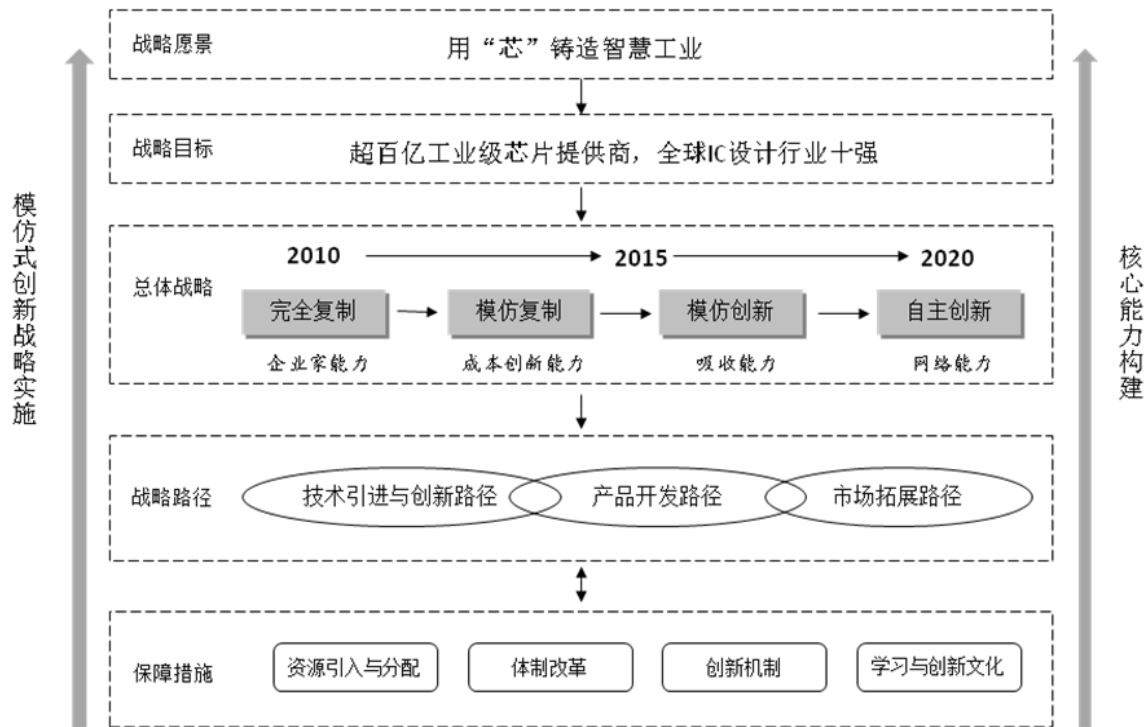 战略愿景
用“芯”铸造智慧工业
战略目标
超百亿工业级芯片提供商，全球IC设计行业十强
模仿式创新战略实施
核心能力构建
总体战略
2010
2015
2020
完全复制
模仿复制
模仿创新
自主创新
企业家能力
成本创新能力
吸收能力
网络能力
战略路径
技术引进与创新路径
产品开发路径
市场拓展路径
保障措施
资源引入与分配
体制改革
创新机制
学习与创新文化